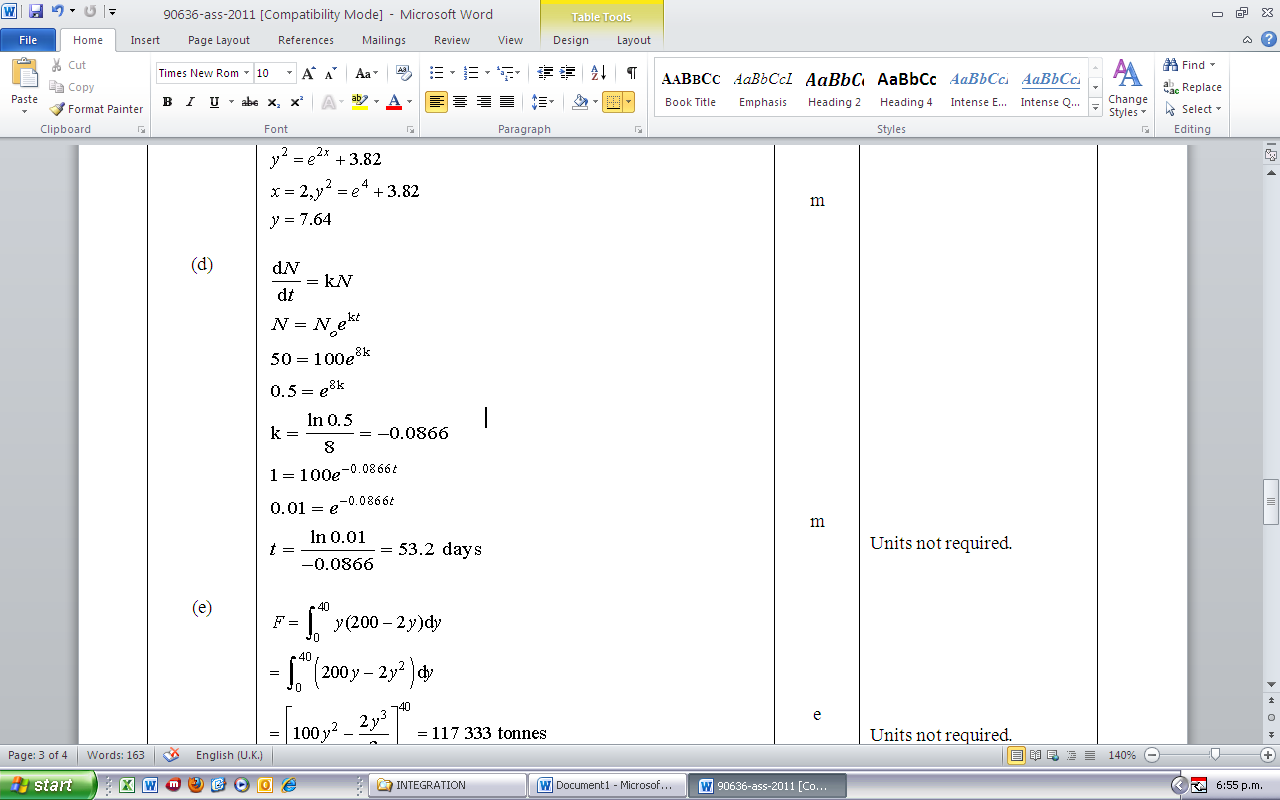 90636-ass-2011 [Compatibility Mode] - Microsoft Word
Table Tools
File Home Insert Page Layout References Mailings Review View Design Layout
Paste
Cut
Copy
Format Painter
Clipboard
Times New Rom 10
Font
Paragraph
AABBCC AaBbCcL AaBbC AaBbCc AaBbCcI AaBbCcI
Book Title Emphasis Heading 2 Heading 4 Intense E... Intense Q...
Styles
Change Styles
Find
Replace
Select
Editing
y² = e^{2x} + 3.82
x = 2, y² = e⁴ + 3.82
m
y = 7.64
(d)
dN/dt = kN
N = N_o e^{kt}
50 = 100e^{8k}
0.5 = e^{8k}
k = ln 0.5/8 = −0.0866
1 = 100e^{−0.0866t}
0.01 = e^{−0.0866t}
m
t = ln 0.01/−0.0866 = 53.2 days
Units not required.
(e)
F = ∫₀⁴⁰ y(200 − 2y)dy
= ∫₀⁴⁰ (200y − 2y²) dy
= [100y² − 2y³/3]⁴⁰ = 117 333 tonnes
e
Units not required.
Page: 3 of 4 Words: 163 English (U.K.) 140%
start INTEGRATION Document1 - Microsof... 90636-ass-2011 [Co... 6:55 p.m.